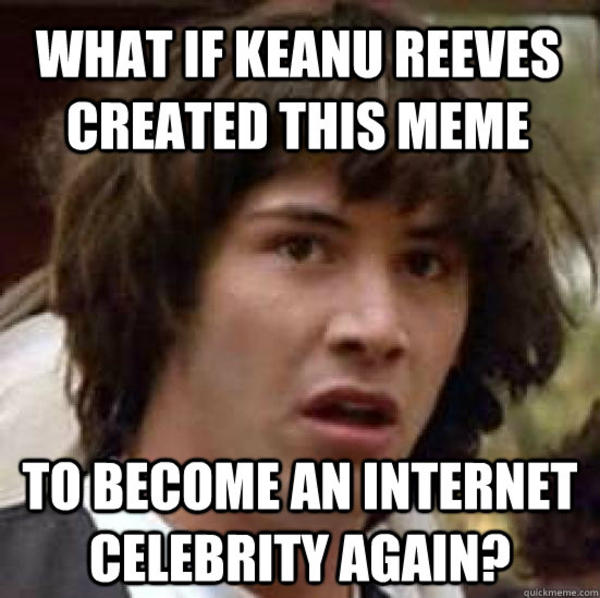 WHAT IF KEANU REEVES
CREATED THIS MEME
TO BECOME AN INTERNET
CELEBRITY AGAIN?
quickmeme.com